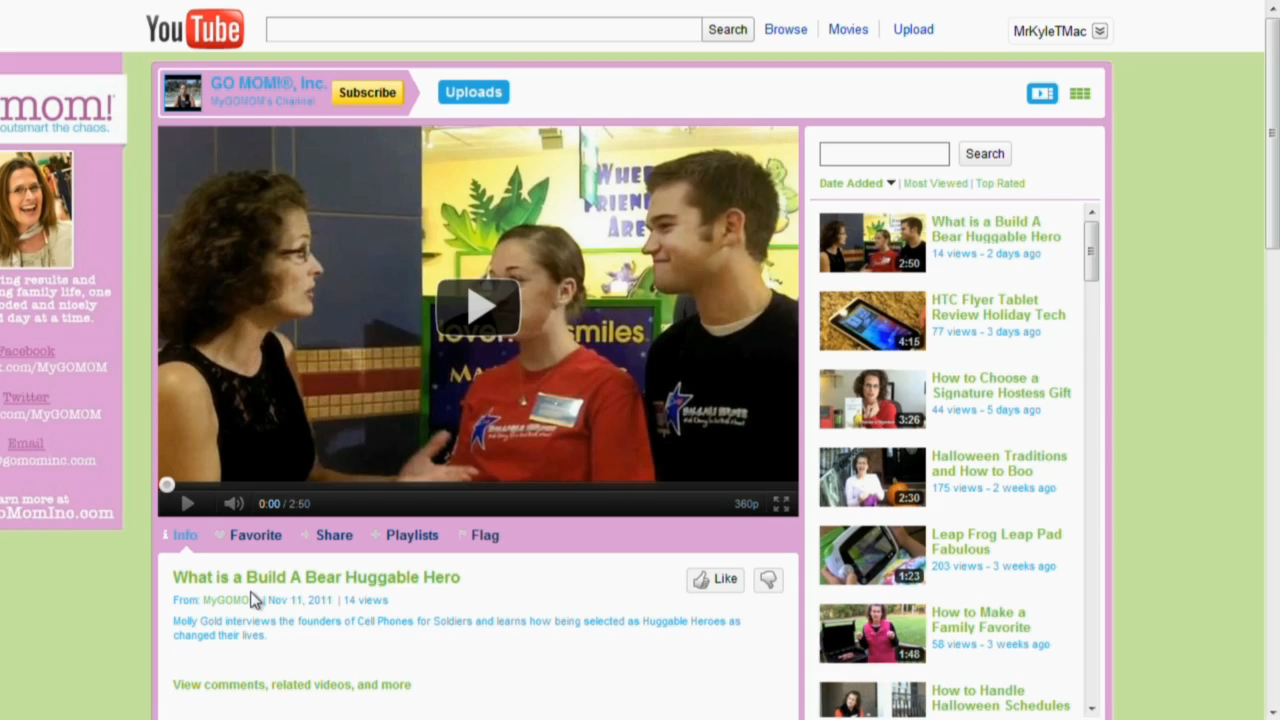 You Tube
Search
Browse
Movies
Upload
MrKyleTMac
mom!
outsmart the chaos.
GO MOM!®, Inc.
MyGOMOM's Channel
Subscribe
Uploads
Search
Date Added | Most Viewed | Top Rated
love
smiles
What is a Build A
Bear Huggable Hero
14 views - 2 days ago
2:50
HTC Flyer Tablet
Review Holiday Tech
77 views - 3 days ago
4:15
How to Choose a
Signature Hostess Gift
44 views - 5 days ago
3:26
Halloween Traditions
and How to Boo
175 views - 2 weeks ago
2:30
Leap Frog Leap Pad
Fabulous
203 views - 3 weeks ago
1:23
How to Make a
Family Favorite
58 views - 3 weeks ago
1:48
How to Handle
Halloween Schedules
ing results and
ng family life, one
oded and nicely
d day at a time.
Facebook
k.com/MyGOMOM
Twitter
com/MyGOMOM
Email
@gomominc.com
arn more at
oMomInc.com
0:00 / 2:50
360p
Info
Favorite
Share
Playlists
Flag
What is a Build A Bear Huggable Hero
Like
From: MyGOMO | Nov 11, 2011 | 14 views
Molly Gold interviews the founders of Cell Phones for Soldiers and learns how being selected as Huggable Heroes as
changed their lives.
View comments, related videos, and more